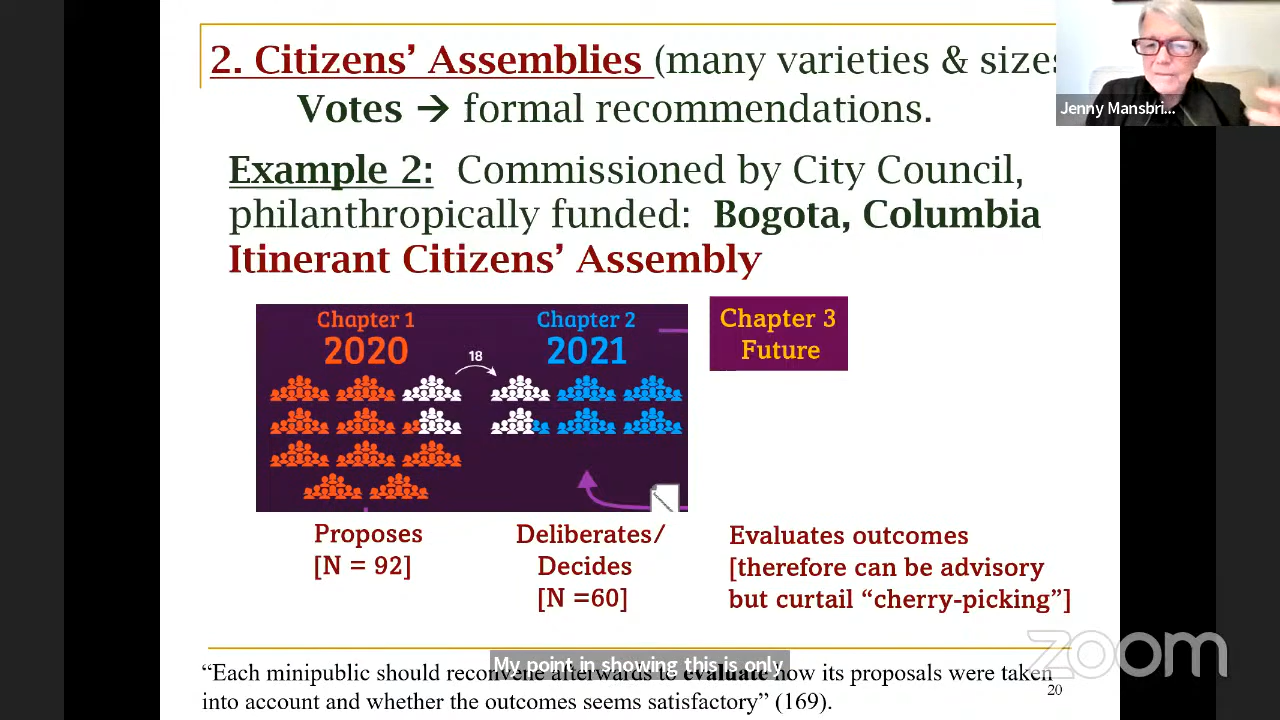 2. Citizens' Assemblies (many varieties & sizes
Votes → formal recommendations.
Jenny Mansbri...
Example 2: Commissioned by City Council,
philanthropically funded: Bogota, Columbia
Itinerant Citizens' Assembly
Chapter 1
2020
18
Chapter 2
2021
Chapter 3
Future
Proposes
[N = 92]
Deliberates/
Decides
[N =60]
Evaluates outcomes
[therefore can be advisory
but curtail “cherry-picking”]
zoom
My point in showing this is only
“Each minipublic should reconvene afterwards to evaluate how its proposals were taken
into account and whether the outcomes seems satisfactory” (169).
20